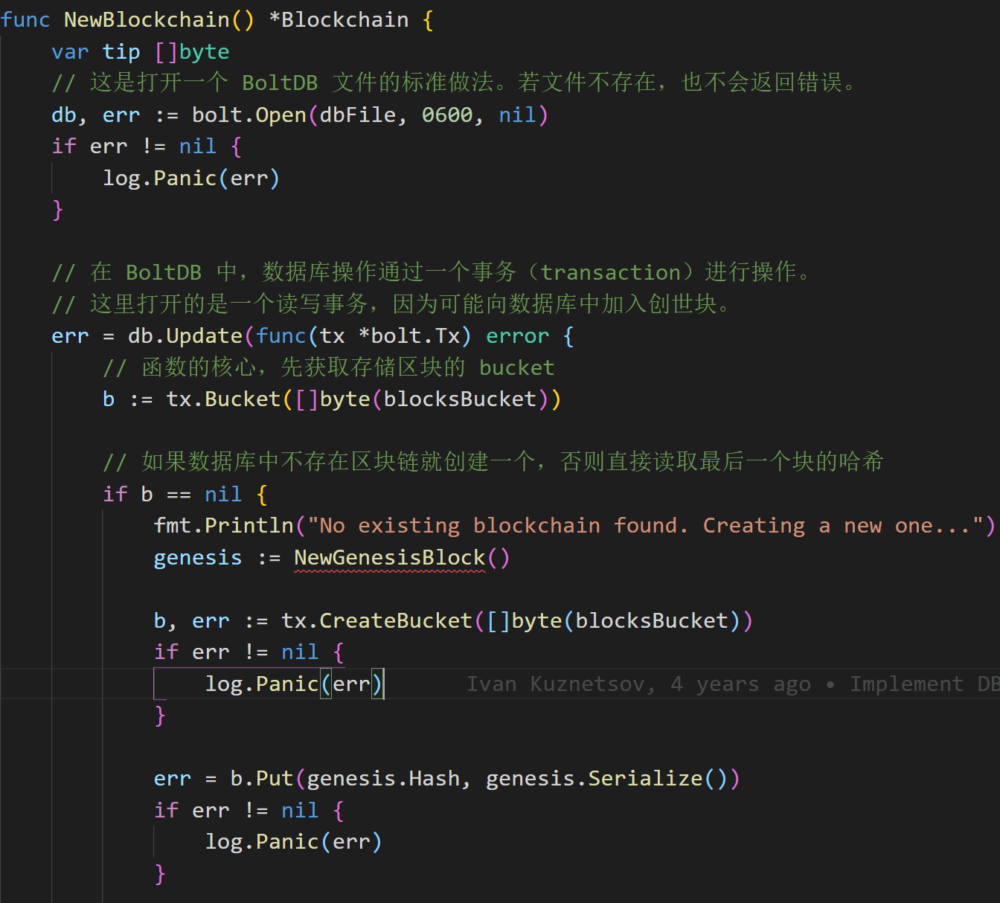 func NewBlockchain() *Blockchain {
var tip []byte
// 这是打开一个 BoltDB 文件的标准做法。若文件不存在，也不会返回错误。
db, err := bolt.Open(dbFile, 0600, nil)
if err != nil {
log.Panic(err)
}
// 在 BoltDB 中，数据库操作通过一个事务（transaction）进行操作。
// 这里打开的是一个读写事务，因为可能向数据库中加入创世块。
err = db.Update(func(tx *bolt.Tx) error {
// 函数的核心，先获取存储区块的 bucket
b := tx.Bucket([]byte(blocksBucket))
// 如果数据库中不存在区块链就创建一个，否则直接读取最后一个块的哈希
if b == nil {
fmt.Println("No existing blockchain found. Creating a new one...")
genesis := NewGenesisBlock()
b, err := tx.CreateBucket([]byte(blocksBucket))
if err != nil {
log.Panic(err) Ivan Kuznetsov, 4 years ago • Implement DB
}
err = b.Put(genesis.Hash, genesis.Serialize())
if err != nil {
log.Panic(err)
}